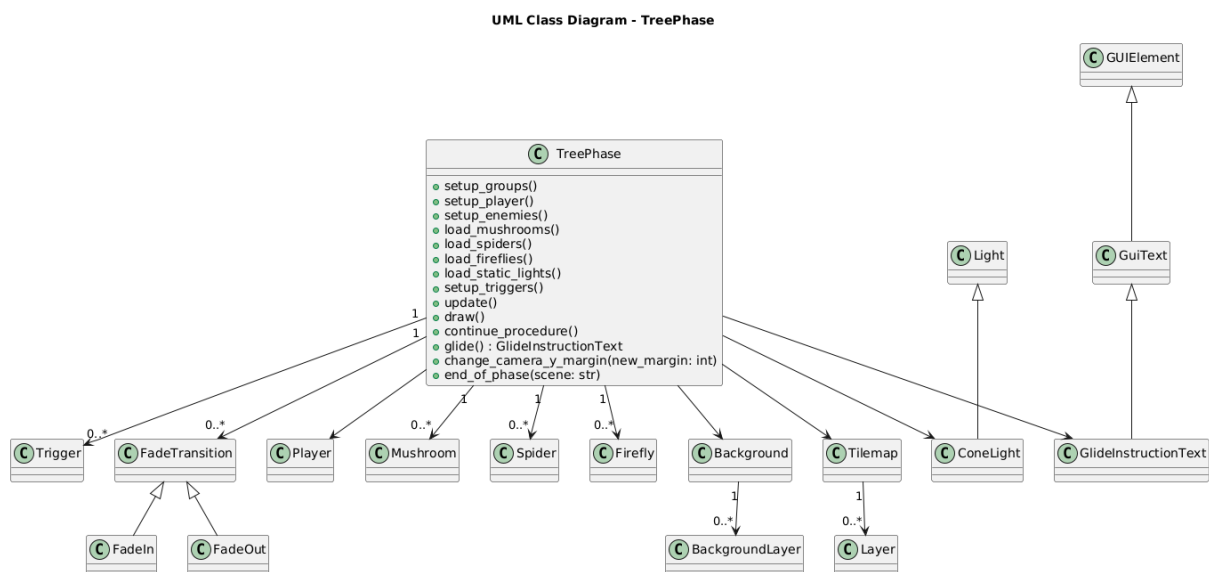 UML Class Diagram - TreePhase
C GUIElement
C TreePhase
setup_groups()
setup_player()
setup_enemies()
load_mushrooms()
load_spiders()
load_fireflies()
load_static_lights()
setup_triggers()
update()
draw()
continue_procedure()
glide() : GlideInstructionText
change_camera_y_margin(new_margin: int)
end_of_phase(scene: str)
C Light
C GuiText
1
1
1
1
1
0..*
0..*
0..*
0..*
0..*
C Trigger
C FadeTransition
C Player
C Mushroom
C Spider
C Firefly
C Background
C Tilemap
C ConeLight
C GlideInstructionText
1
1
0..*
0..*
C FadeIn
C FadeOut
C BackgroundLayer
C Layer